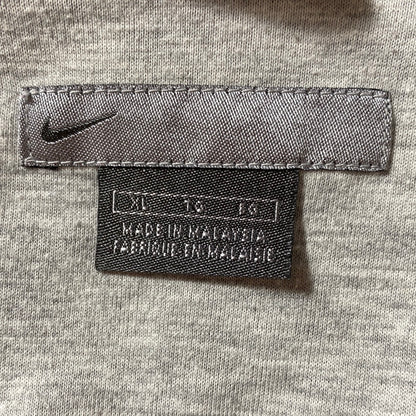 XL TG EG
MADE IN MALAYSIA
FABRIQUE EN MALAISIE